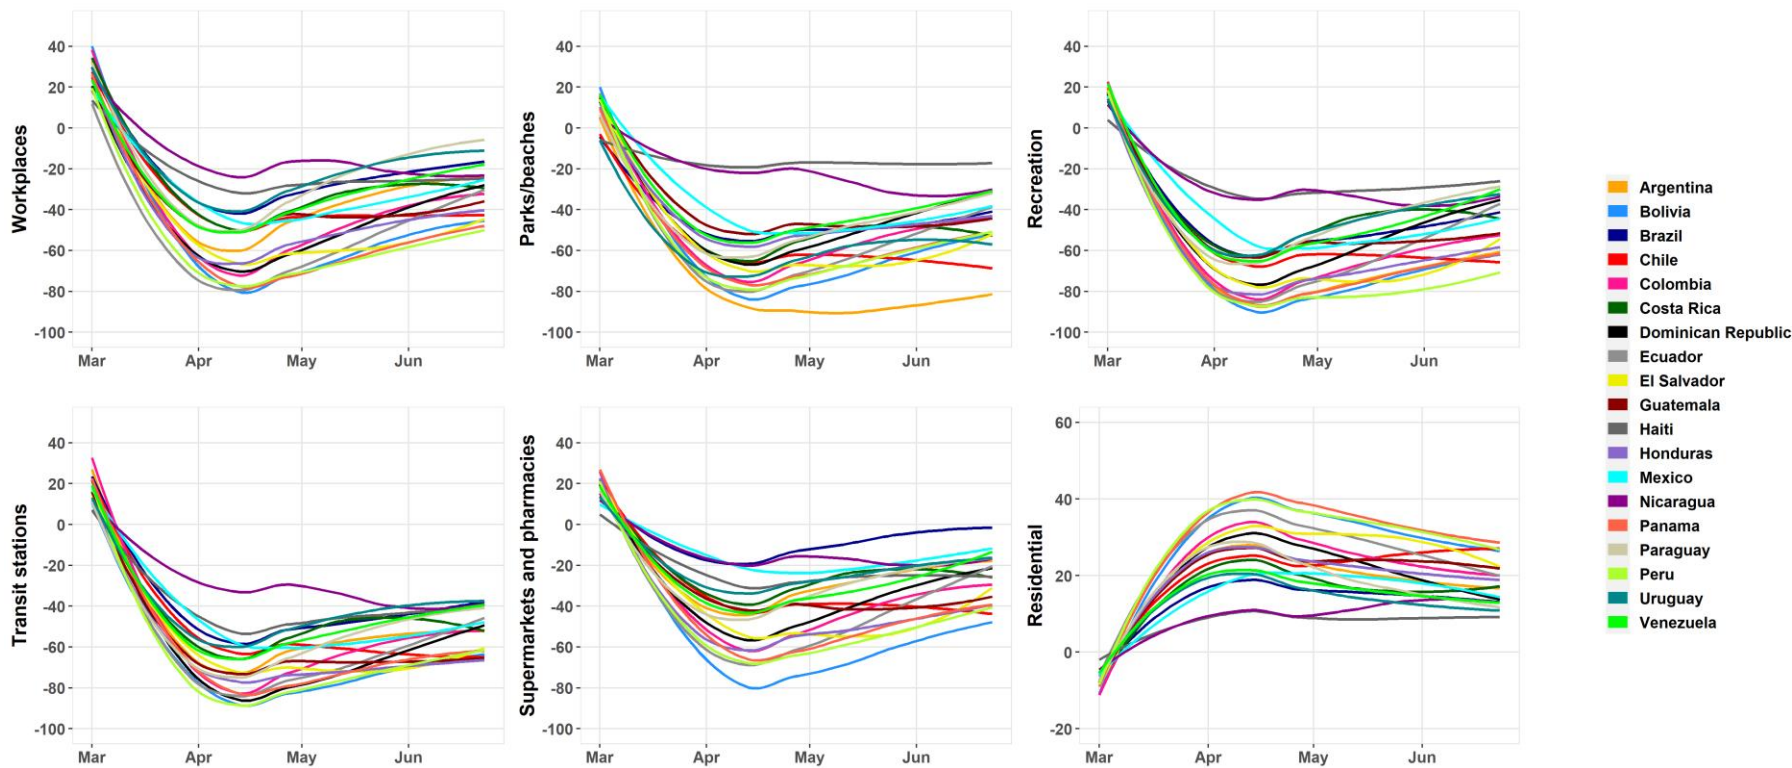 Workplaces
40
20
0
-20
-40
-60
-80
-100
Mar Apr May Jun
Parks/beaches
40
20
0
-20
-40
-60
-80
-100
Mar Apr May Jun
Recreation
40
20
0
-20
-40
-60
-80
-100
Mar Apr May Jun
Transit stations
40
20
0
-20
-40
-60
-80
-100
Mar Apr May Jun
Supermarkets and pharmacies
40
20
0
-20
-40
-60
-80
-100
Mar Apr May Jun
Residential
60
40
20
0
-20
Mar Apr May Jun
Argentina
Bolivia
Brazil
Chile
Colombia
Costa Rica
Dominican Republic
Ecuador
El Salvador
Guatemala
Haiti
Honduras
Mexico
Nicaragua
Panama
Paraguay
Peru
Uruguay
Venezuela